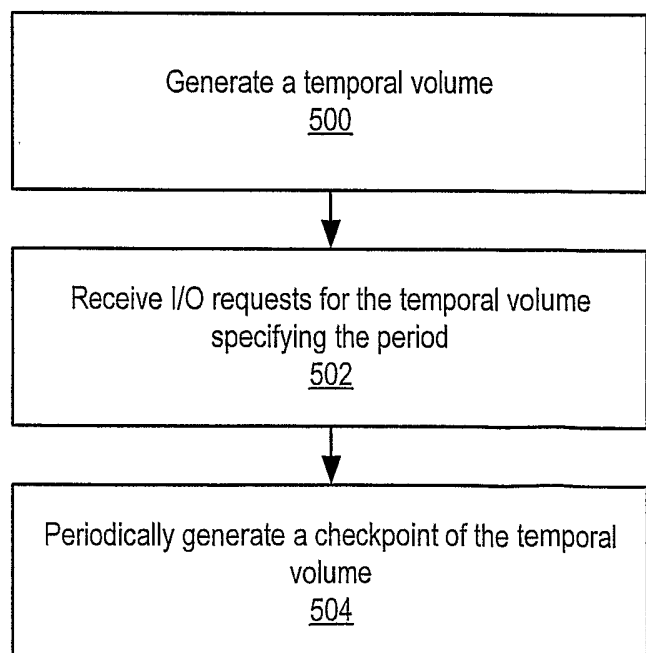 Generate a temporal volume
500
Receive I/O requests for the temporal volume
specifying the period
502
Periodically generate a checkpoint of the temporal
volume
504